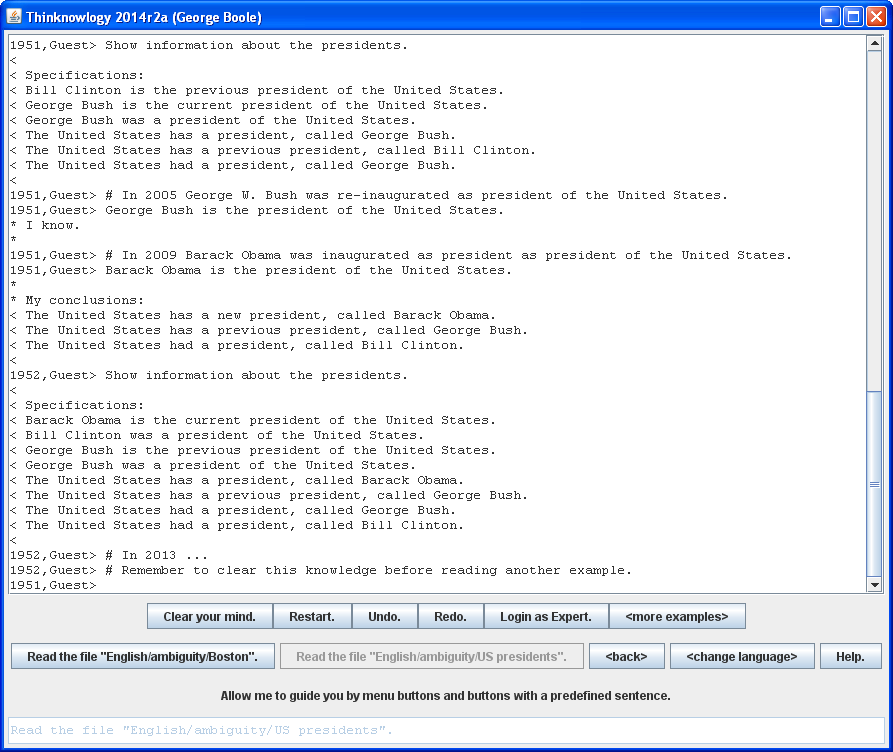 Thinknowlogy 2014r2a (George Boole)
1951,Guest> Show information about the presidents.
<
< Specifications:
< Bill Clinton is the previous president of the United States.
< George Bush is the current president of the United States.
< George Bush was a president of the United States.
< The United States has a president, called George Bush.
< The United States has a previous president, called Bill Clinton.
< The United States had a president, called George Bush.
<
1951,Guest> # In 2005 George W. Bush was re-inaugurated as president of the United States.
1951,Guest> George Bush is the president of the United States.
* I know.
*
1951,Guest> # In 2009 Barack Obama was inaugurated as president as president of the United States.
1951,Guest> Barack Obama is the president of the United States.
*
* My conclusions:
< The United States has a new president, called Barack Obama.
< The United States has a previous president, called George Bush.
< The United States had a president, called Bill Clinton.
<
1952,Guest> Show information about the presidents.
<
< Specifications:
< Barack Obama is the current president of the United States.
< Bill Clinton was a president of the United States.
< George Bush is the previous president of the United States.
< George Bush was a president of the United States.
< The United States has a president, called Barack Obama.
< The United States has a previous president, called George Bush.
< The United States had a president, called George Bush.
< The United States had a president, called Bill Clinton.
<
1952,Guest> # In 2013 ...
1952,Guest> # Remember to clear this knowledge before reading another example.
1951,Guest>
Clear your mind. Restart. Undo. Redo. Login as Expert. <more examples>
Read the file "English/ambiguity/Boston". Read the file "English/ambiguity/US presidents". <back> <change language> Help.
Allow me to guide you by menu buttons and buttons with a predefined sentence.
Read the file "English/ambiguity/US presidents".